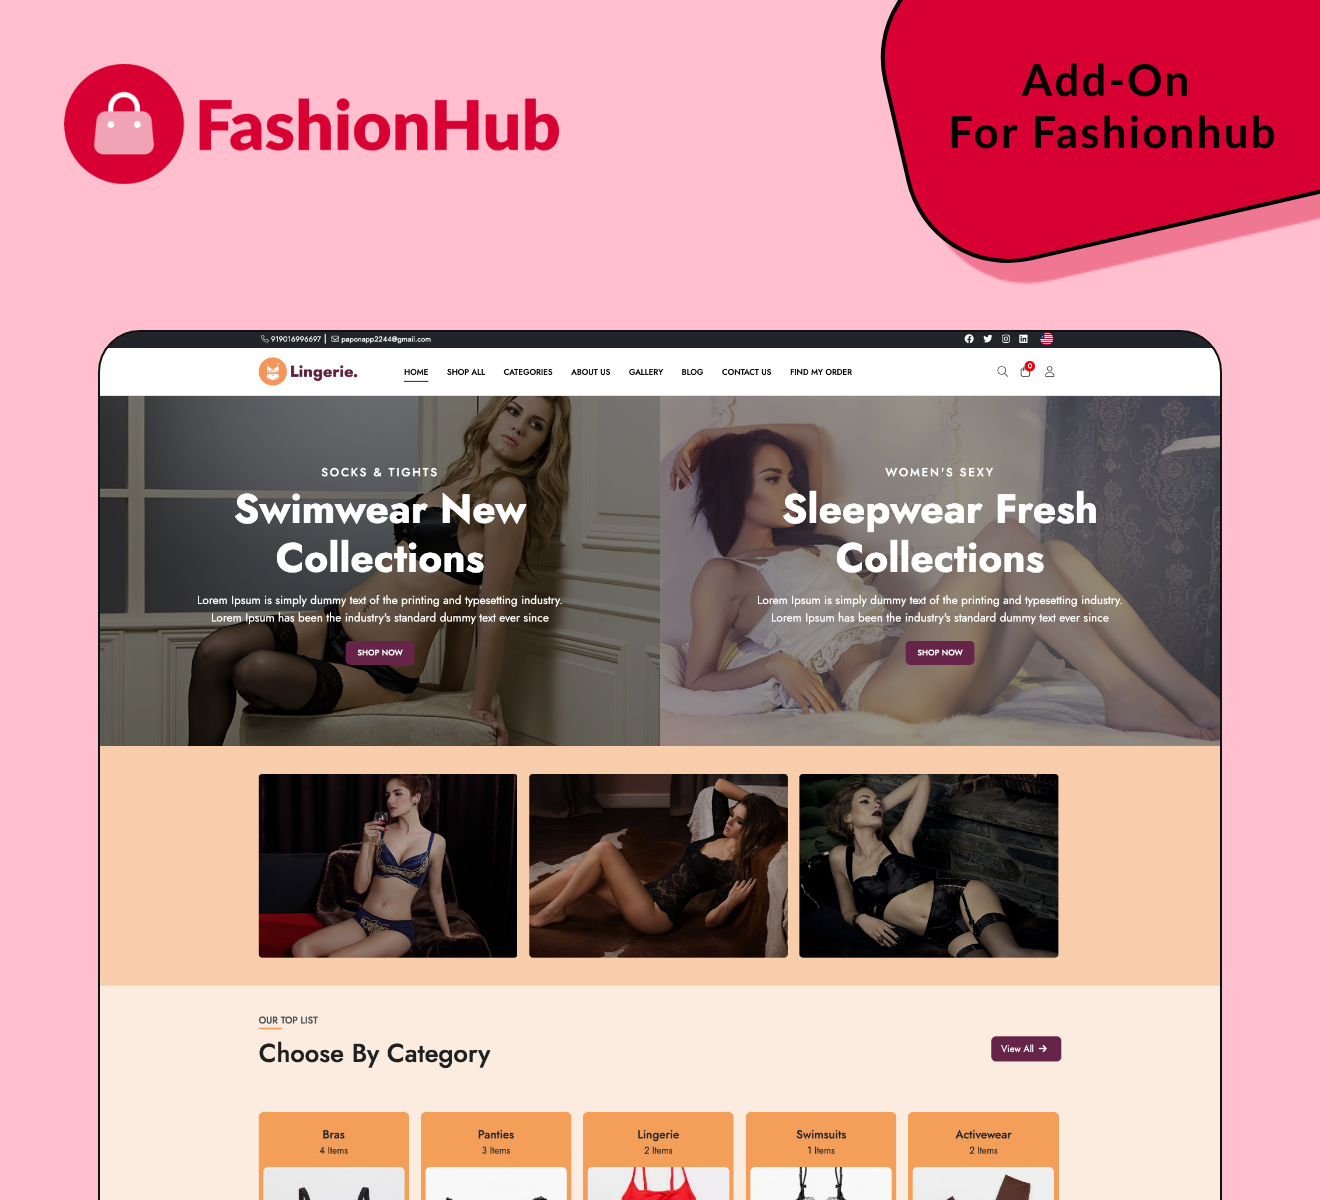 FashionHub
Add-On
For Fashionhub
919016996697 | paponapp2244@gmail.com
Lingerie.
HOME SHOP ALL CATEGORIES ABOUT US GALLERY BLOG CONTACT US FIND MY ORDER
0
SOCKS & TIGHTS
Swimwear New
Collections
Lorem Ipsum is simply dummy text of the printing and typesetting industry.
Lorem Ipsum has been the industry's standard dummy text ever since
SHOP NOW
WOMEN'S SEXY
Sleepwear Fresh
Collections
Lorem Ipsum is simply dummy text of the printing and typesetting industry.
Lorem Ipsum has been the industry's standard dummy text ever since
SHOP NOW
OUR TOP LIST
Choose By Category
View All
Bras
4 Items
Panties
3 Items
Lingerie
2 Items
Swimsuits
1 Items
Activewear
2 Items